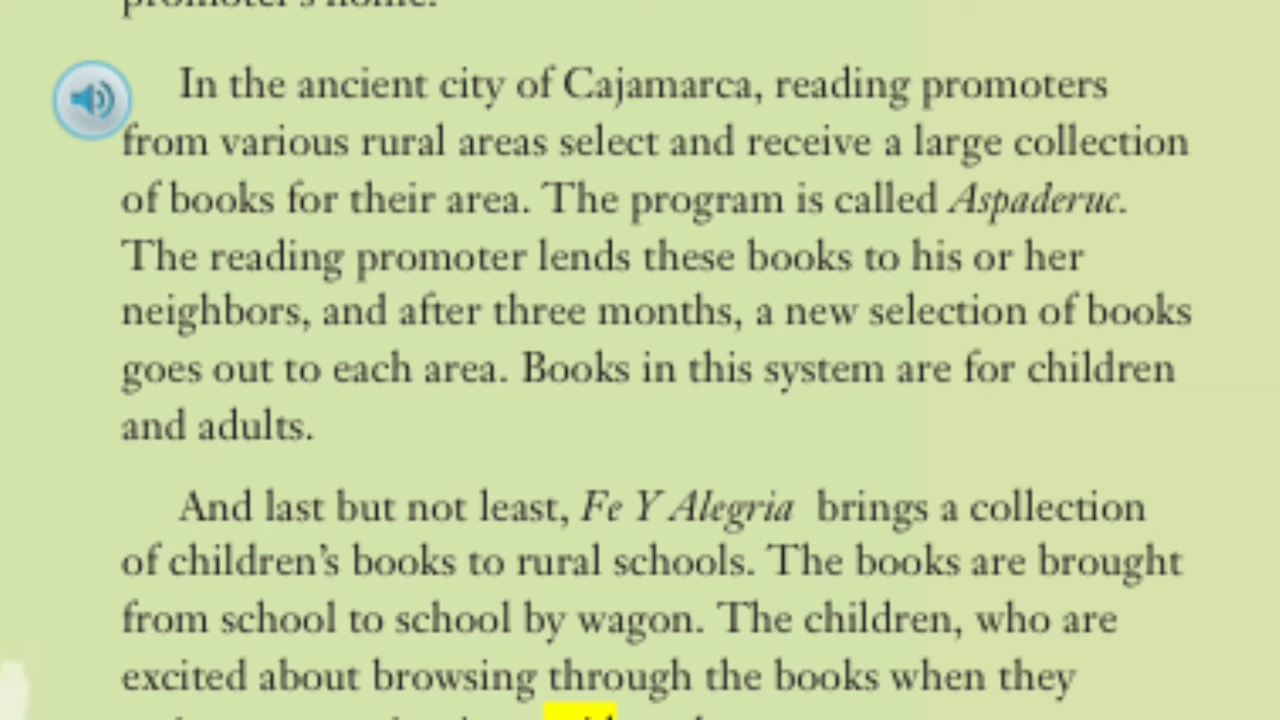 promoter's home.
In the ancient city of Cajamarca, reading promoters
from various rural areas select and receive a large collection
of books for their area. The program is called Aspaderuc.
The reading promoter lends these books to his or her
neighbors, and after three months, a new selection of books
goes out to each area. Books in this system are for children
and adults.
And last but not least, Fe Y Alegria brings a collection
of children's books to rural schools. The books are brought
from school to school by wagon. The children, who are
excited about browsing through the books when they